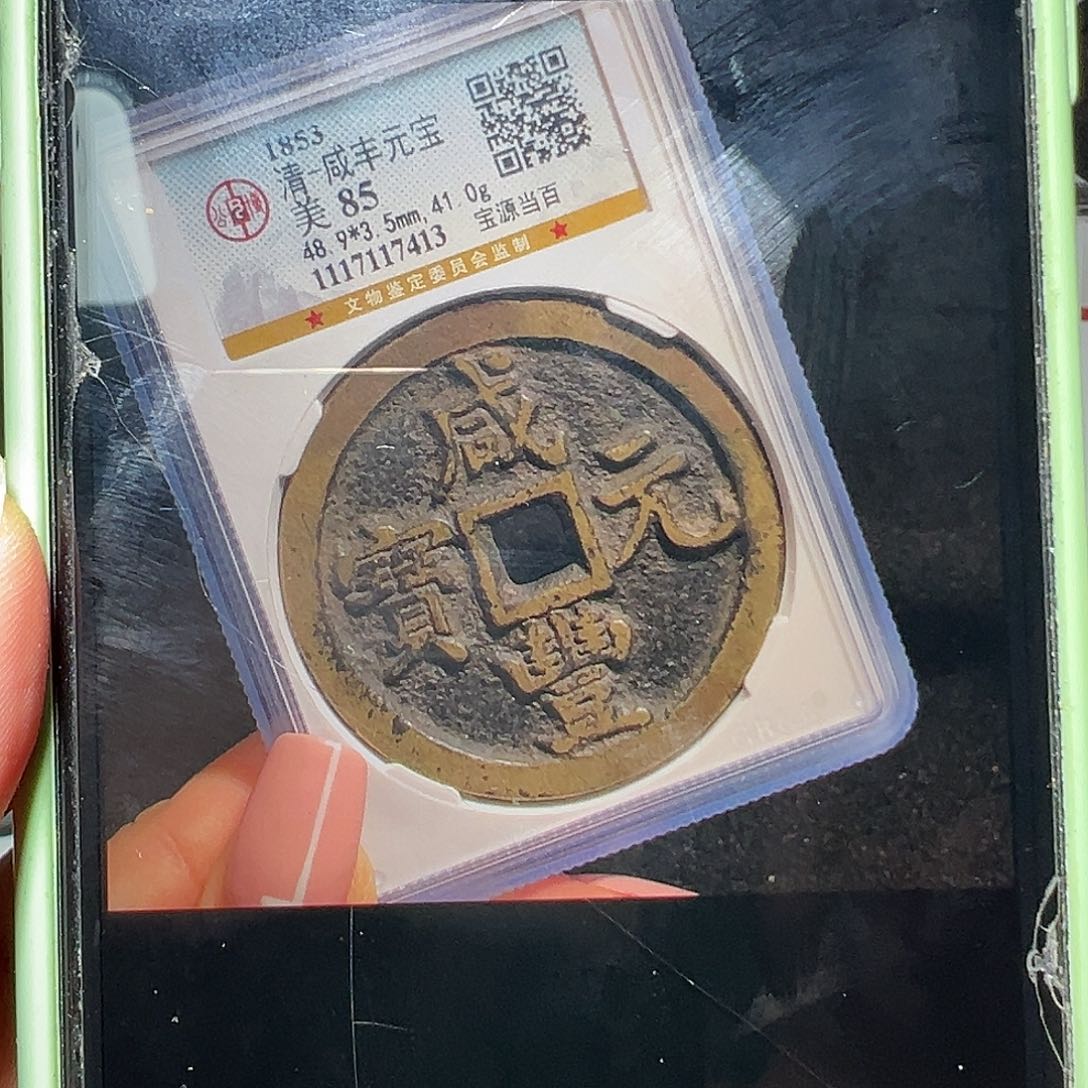 1853
清-咸丰元宝
美 85
48.9*3.5mm,41.0g 宝源当百
1117117413
★ 文物鉴定委员会监制 ★
咸
元
寶
豐